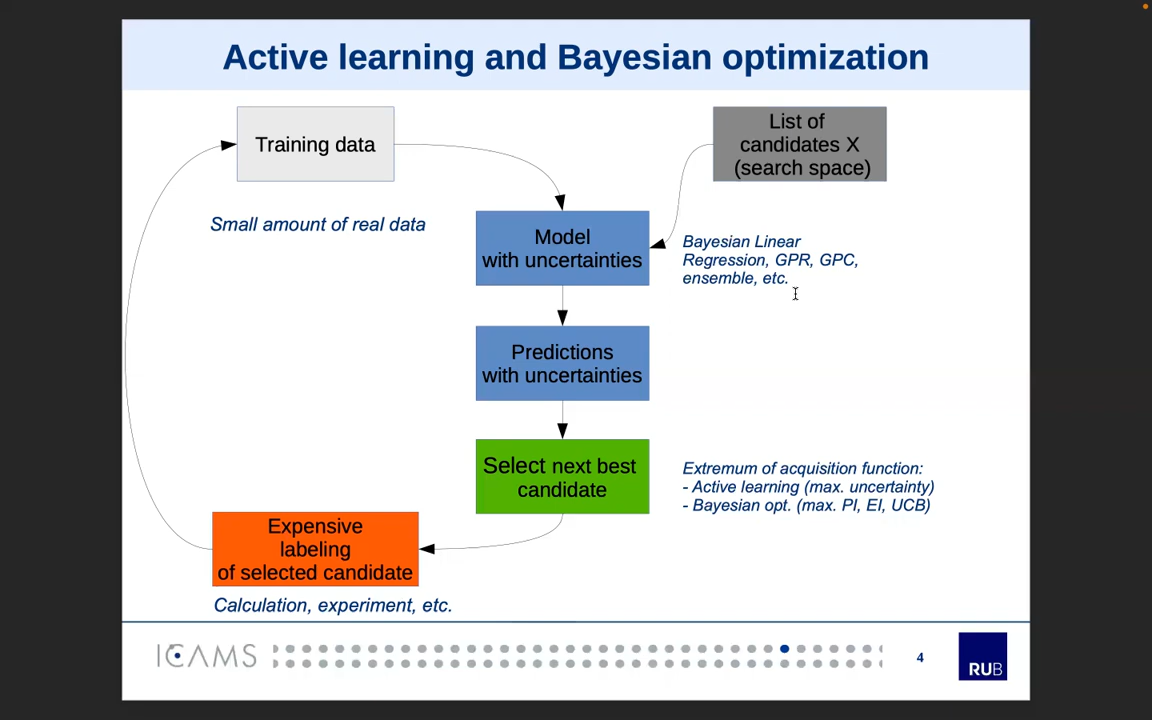 Active learning and Bayesian optimization
Training data
List of
candidates X
(search space)
Small amount of real data
Model
with uncertainties
Bayesian Linear
Regression, GPR, GPC,
ensemble, etc.
Predictions
with uncertainties
Select next best
candidate
Extremum of acquisition function:
- Active learning (max. uncertainty)
- Bayesian opt. (max. PI, EI, UCB)
Expensive
labeling
of selected candidate
Calculation, experiment, etc.
ICAMS
4
RUB